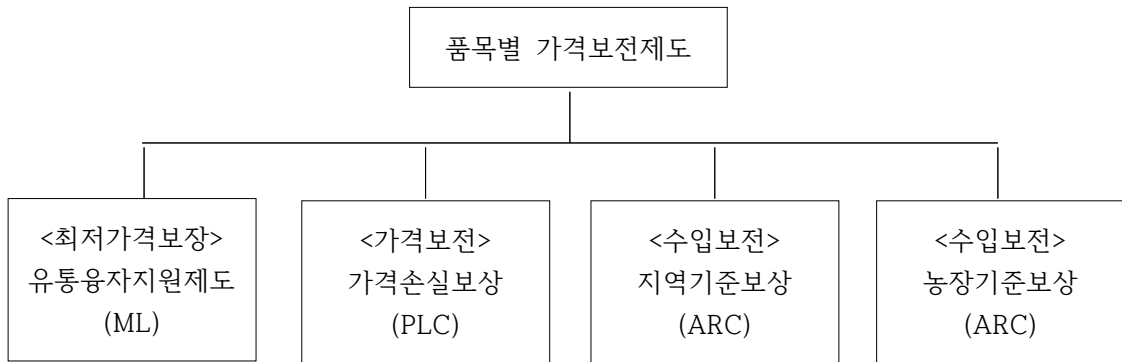 품목별 가격보전제도
<최저가격보장>
유통융자지원제도
(ML)
<가격보전>
가격손실보상
(PLC)
<수입보전>
지역기준보상
(ARC)
<수입보전>
농장기준보상
(ARC)